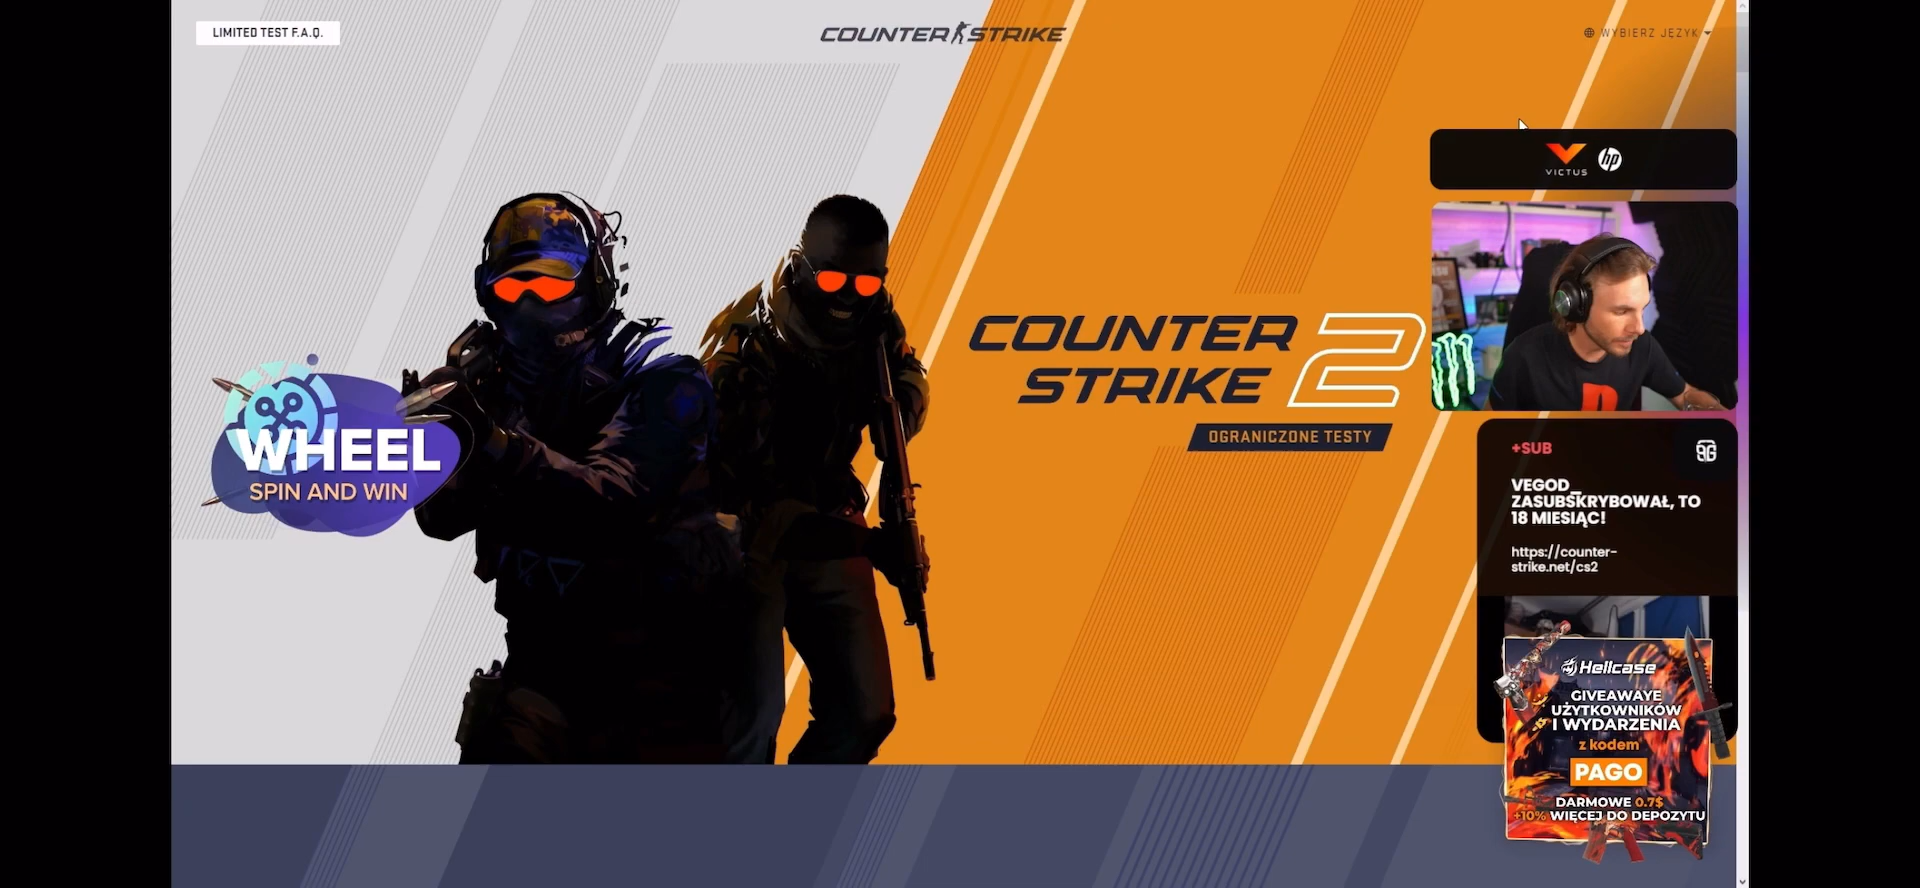 LIMITED TEST F.A.Q.
COUNTER STRIKE
WYBIERZ JĘZYK
VICTUS
hp
COUNTER
STRIKE 2
OGRANICZONE TESTY
WHEEL
SPIN AND WIN
+SUB
VEGOD_
ZASUBSKRYBOWAŁ, TO
18 MIESIĄC!
https://counter-
strike.net/cs2
Hellcase
GIVEAWAYE
UŻYTKOWNIKÓW
I WYDARZENIA
z kodem
PAGO
DARMOWE 0.7$
+10% WIĘCEJ DO DEPOZYTU